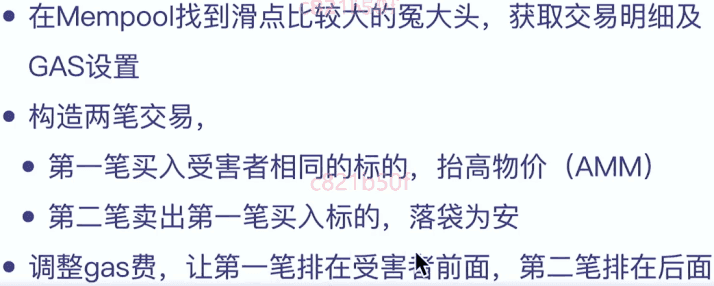 在Mempool找到滑点比较大的冤大头，获取交易明细及
GAS设置
构造两笔交易，
第一笔买入受害者相同的标的，抬高物价（AMM）
c821b50f
第二笔卖出第一笔买入标的，落袋为安
调整gas费，让第一笔排在受害者前面，第二笔排在后面